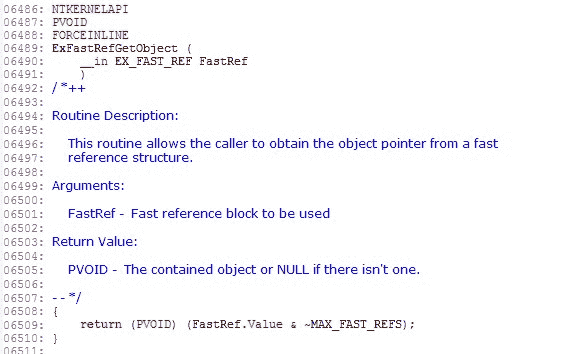 06486: NTKERNELAPI
06487: PVOID
06488: FORCEINLINE
06489: ExFastRefGetObject (
06490:     __in EX_FAST_REF FastRef
06491:     )
06492: /*++
06493:
06494: Routine Description:
06495:
06496:     This routine allows the caller to obtain the object pointer from a fast
06497:     reference structure.
06498:
06499: Arguments:
06500:
06501:     FastRef - Fast reference block to be used
06502:
06503: Return Value:
06504:
06505:     PVOID - The contained object or NULL if there isn't one.
06506:
06507: --*/
06508: {
06509:     return (PVOID) (FastRef.Value & ~MAX_FAST_REFS);
06510: }
06511: